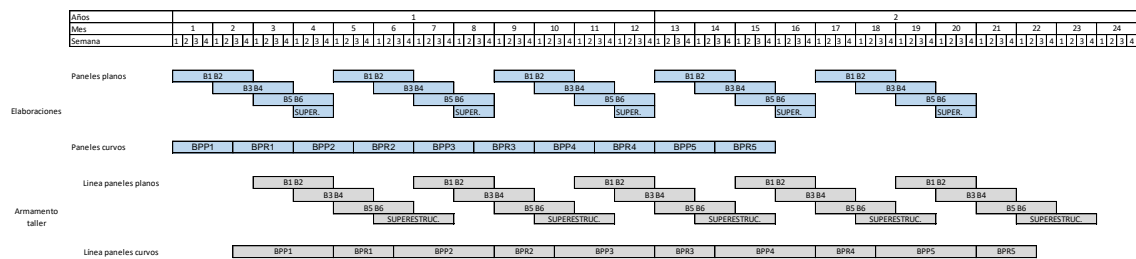 Años 1 2
Mes 1 2 3 4 5 6 7 8 9 10 11 12 13 14 15 16 17 18 19 20 21 22 23 24
Semana 1 2 3 4 1 2 3 4 1 2 3 4 1 2 3 4 1 2 3 4 1 2 3 4 1 2 3 4 1 2 3 4 1 2 3 4 1 2 3 4 1 2 3 4 1 2 3 4 1 2 3 4 1 2 3 4 1 2 3 4 1 2 3 4 1 2 3 4 1 2 3 4 1 2 3 4 1 2 3 4 1 2 3 4 1 2 3 4 1 2 3 4 1 2 3 4
Paneles planos B1 B2 B1 B2 B1 B2 B1 B2 B1 B2
B3 B4 B3 B4 B3 B4 B3 B4 B3 B4
B5 B6 B5 B6 B5 B6 B5 B6 B5 B6
Elaboraciones SUPER. SUPER. SUPER. SUPER. SUPER.
Paneles curvos BPP1 BPR1 BPP2 BPR2 BPP3 BPR3 BPP4 BPR4 BPP5 BPR5
Linea paneles planos B1 B2 B1 B2 B1 B2 B1 B2 B1 B2
B3 B4 B3 B4 B3 B4 B3 B4 B3 B4
Armamento B5 B6 B5 B6 B5 B6 B5 B6 B5 B6
taller SUPERESTRUC. SUPERESTRUC. SUPERESTRUC. SUPERESTRUC. SUPERESTRUC.
Línea paneles curvos BPP1 BPR1 BPP2 BPR2 BPP3 BPR3 BPP4 BPR4 BPP5 BPR5